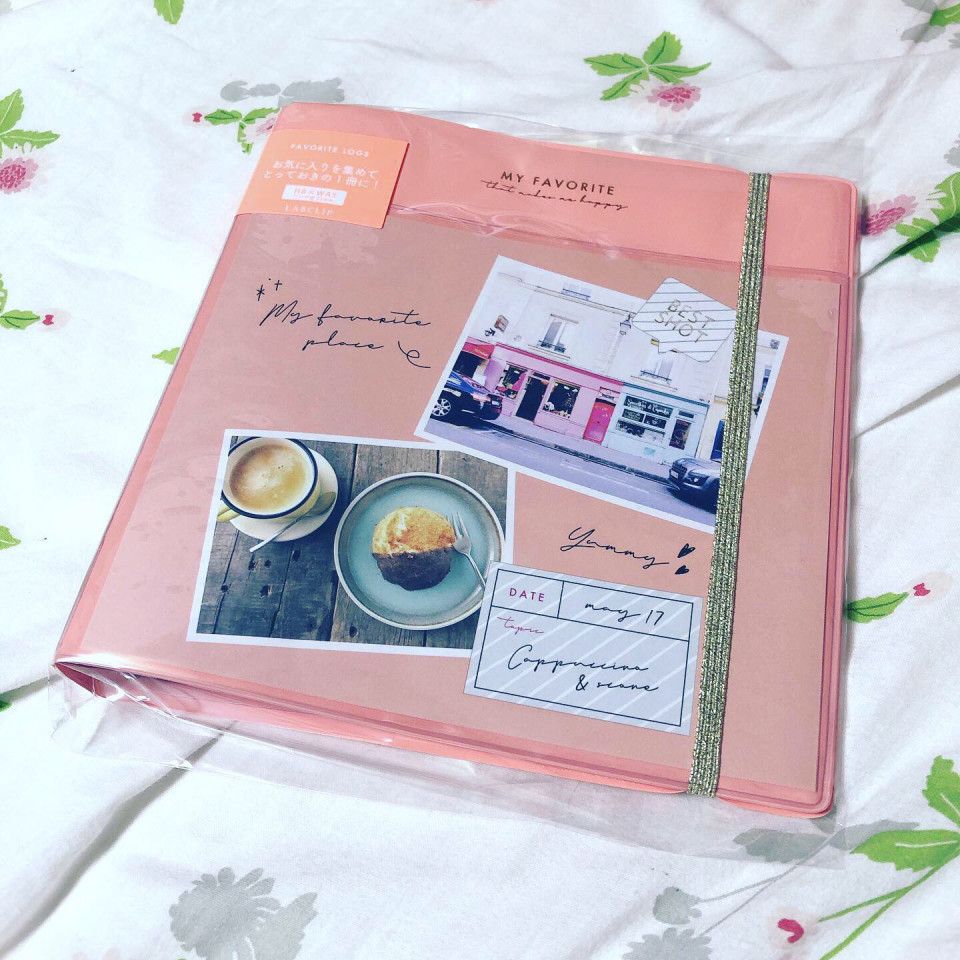 FAVORITE LOGS
お気に入りを集めて
とっておきの1冊に!
LABCLIP
MY FAVORITE
that makes me happy
My favorite
place
BEST
SHOT
Yummy
DATE
may 17
topic
Cappuccino
& scone